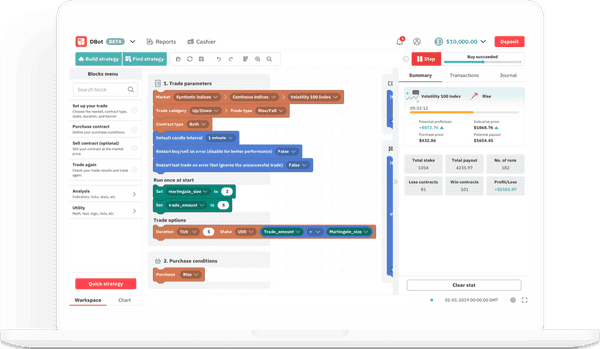 DBot BETA Reports Cashier 1 $10,000.00 Deposit
Build strategy Find strategy Stop Buy succeeded
Blocks menu
Search block
Set up your trade
Choose the market, contract type,
make, duration, and barrier.
Purchase contract
Define your purchase conditions.
Sell contract (optional)
Sell your contract at the market
price.
Trade again
Check your trade results and trade
again.
Analysis
Indicators, ticks, stats, etc.
Utility
Math, text, logic, lists, etc.
Quick strategy
Workspace Chart
1. Trade parameters
Market Synthetic Indices Continous Indices Volatility 100 Index
Trade category Up/Down Trade type Rise/Fall
Contract type Both
Default candle interval 1 minute
Restart buy/sell on error (disable for better performance) False
Restart last trade on error (bot ignores the unsuccessful trade) False
Run once at start
Set martingale_size to 2
Set trade_amount to 5
Trade options
Duration Tick 5 Stake USD Trade_amount Martingale_size
2. Purchase conditions
Purchase Rise
Summary Transactions Journal
Volatility 100 Index Rise
00:32:12
Potential profit/loss: Indicative price:
+$872.76 $1068.76
Purchase price: Potential payout:
$432.86 $1654.45
Total stake Total payout No. of runs
1054 4235.97 182
Loss contracts Win contracts Profit/Loss
81 101 +$3181.97
Clear stat
01-01-2019 00:00:00 GMT